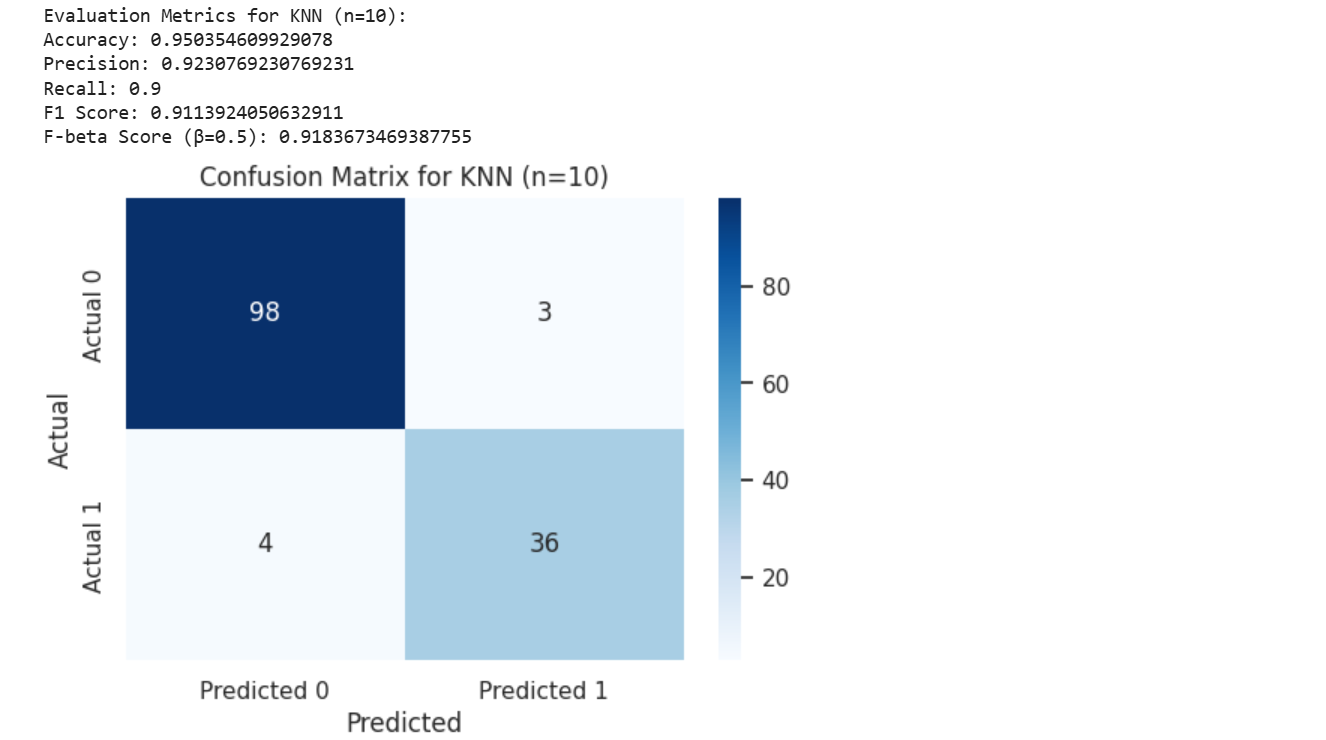 Evaluation Metrics for KNN (n=10):
Accuracy: 0.950354609929078
Precision: 0.9230769230769231
Recall: 0.9
F1 Score: 0.9113924050632911
F-beta Score (β=0.5): 0.9183673469387755
Confusion Matrix for KNN (n=10)
Actual
Actual 0
98
3
Actual 1
4
36
Predicted 0
Predicted 1
Predicted
80
60
40
20